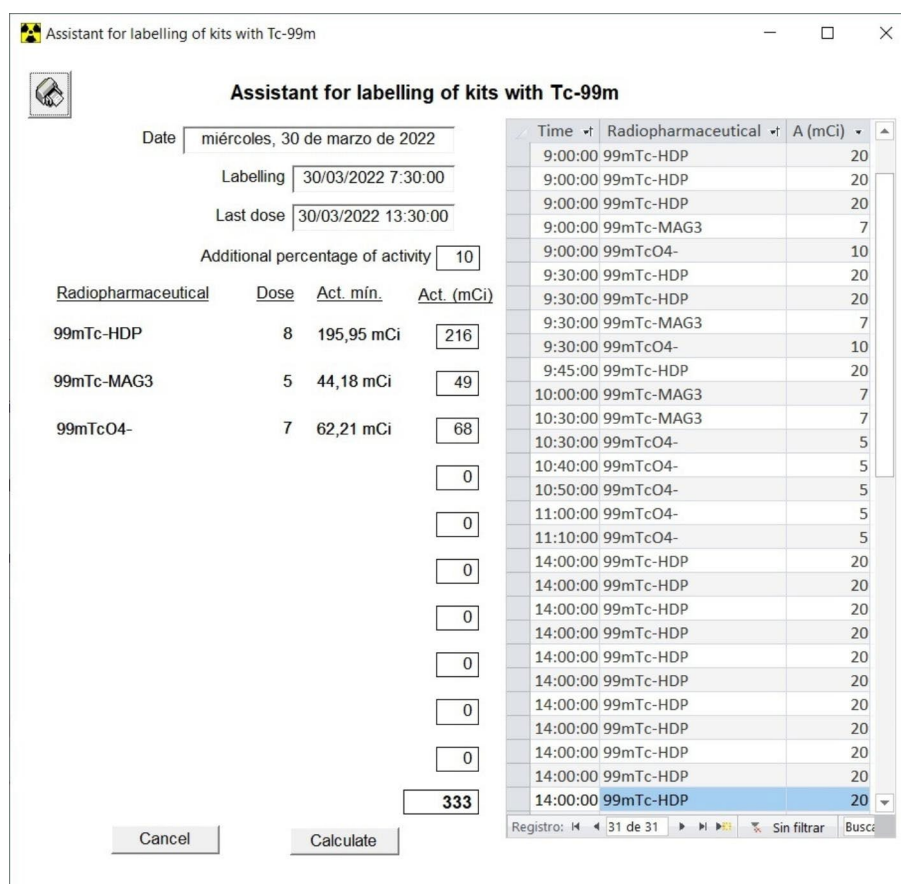 Assistant for labelling of kits with Tc-99m
Assistant for labelling of kits with Tc-99m
Date miércoles, 30 de marzo de 2022
Labelling 30/03/2022 7:30:00
Last dose 30/03/2022 13:30:00
Additional percentage of activity 10
Radiopharmaceutical Dose Act. mín. Act. (mCi)
99mTc-HDP 8 195,95 mCi 216
99mTc-MAG3 5 44,18 mCi 49
99mTcO4- 7 62,21 mCi 68
0
0
0
0
0
0
0
333
Cancel Calculate
Time Radiopharmaceutical A (mCi)
9:00:00 99mTc-HDP 20
9:00:00 99mTc-HDP 20
9:00:00 99mTc-HDP 20
9:00:00 99mTc-MAG3 7
9:00:00 99mTcO4- 10
9:30:00 99mTc-HDP 20
9:30:00 99mTc-HDP 20
9:30:00 99mTc-MAG3 7
9:30:00 99mTcO4- 10
9:45:00 99mTc-HDP 20
10:00:00 99mTc-MAG3 7
10:30:00 99mTc-MAG3 7
10:30:00 99mTcO4- 5
10:40:00 99mTcO4- 5
10:50:00 99mTcO4- 5
11:00:00 99mTcO4- 5
11:10:00 99mTcO4- 5
14:00:00 99mTc-HDP 20
14:00:00 99mTc-HDP 20
14:00:00 99mTc-HDP 20
14:00:00 99mTc-HDP 20
14:00:00 99mTc-HDP 20
14:00:00 99mTc-HDP 20
14:00:00 99mTc-HDP 20
14:00:00 99mTc-HDP 20
14:00:00 99mTc-HDP 20
14:00:00 99mTc-HDP 20
14:00:00 99mTc-HDP 20
Registro: 31 de 31 Sin filtrar Busca